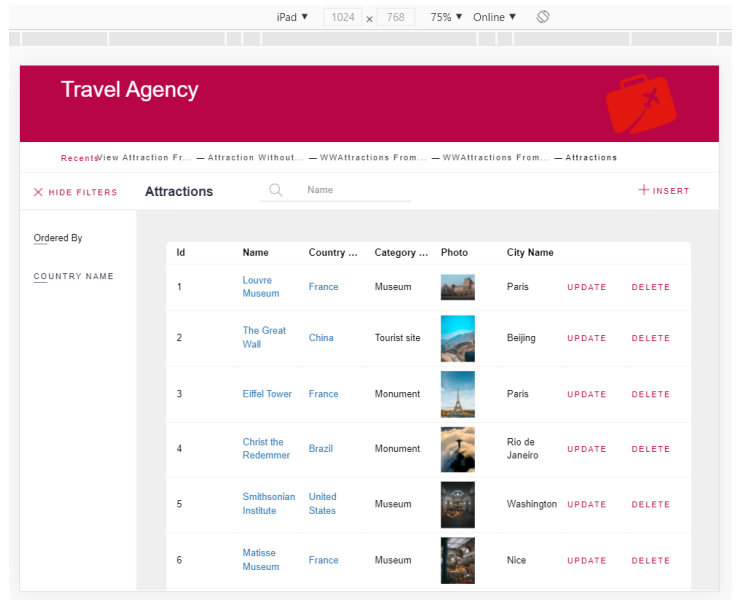 iPad ▼ 1024 x 768 75% ▼ Online ▼
Travel Agency
Recents View Attraction Fr... — Attraction Without... — WWAttractions From... — WWAttractions From... — Attractions
HIDE FILTERS Attractions Name INSERT
Ordered By
COUNTRY NAME
Id Name Country ... Category ... Photo City Name
1 Louvre Museum France Museum Paris UPDATE DELETE
2 The Great Wall China Tourist site Beijing UPDATE DELETE
3 Eiffel Tower France Monument Paris UPDATE DELETE
4 Christ the Redemmer Brazil Monument Rio de Janeiro UPDATE DELETE
5 Smithsonian Institute United States Museum Washington UPDATE DELETE
6 Matisse Museum France Museum Nice UPDATE DELETE